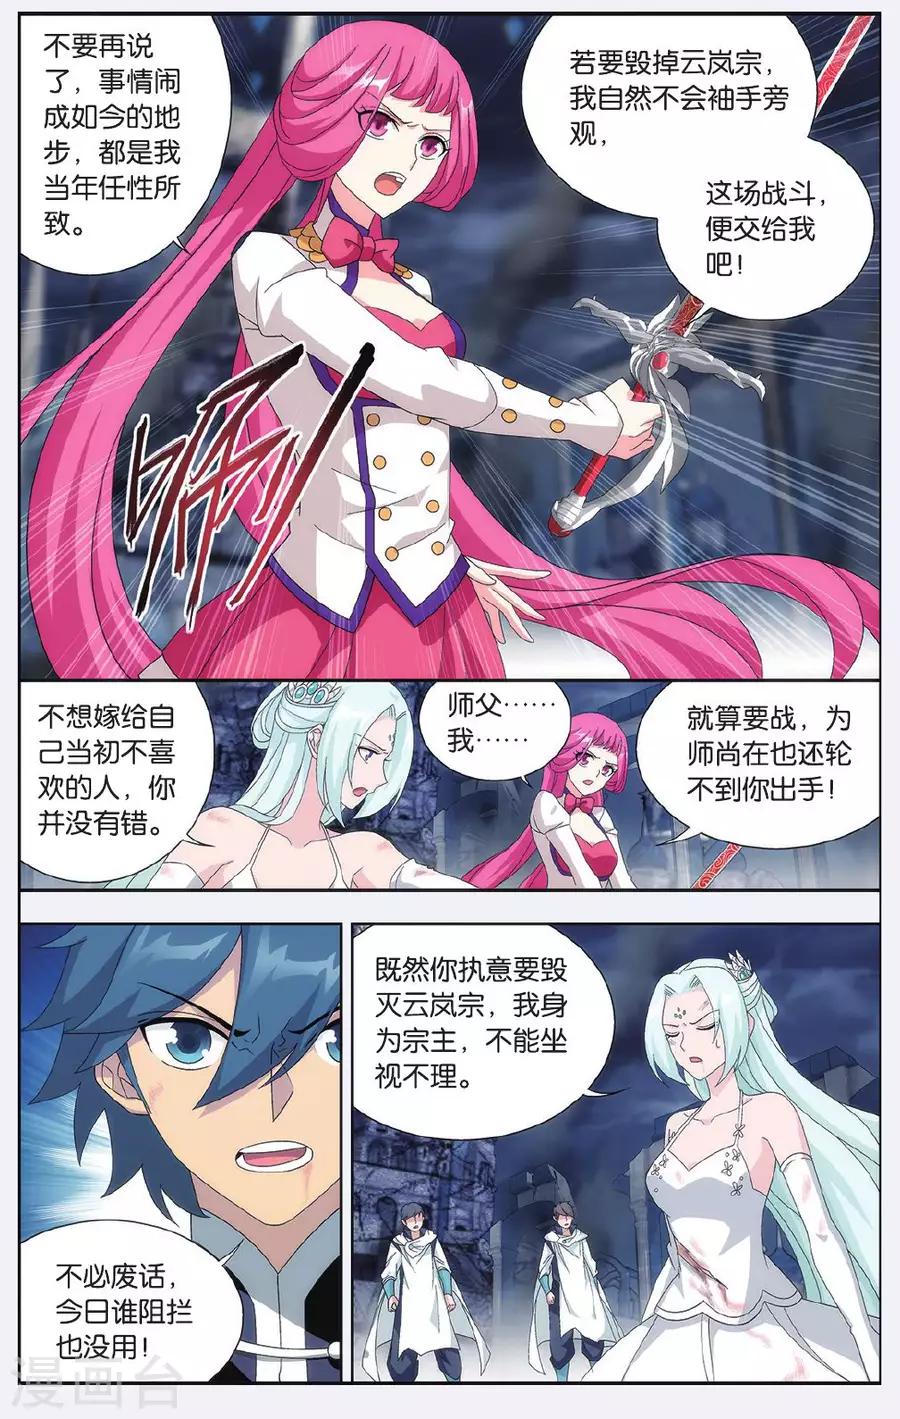 不要再说
了，事情闹
成如今的地
步，都是我
当年任性所
致。
若要毁掉云岚宗，
我自然不会袖手旁
观，
这场战斗，
便交给我
吧！
唰
不想嫁给自
己当初不喜
欢的人，你
并没有错。
师父……
我……
就算要战，为
师尚在也还轮
不到你出手！
不必废话，
今日谁阻拦
也没用！
既然你执意要毁
灭云岚宗，我身
为宗主，不能坐
视不理。
漫画台